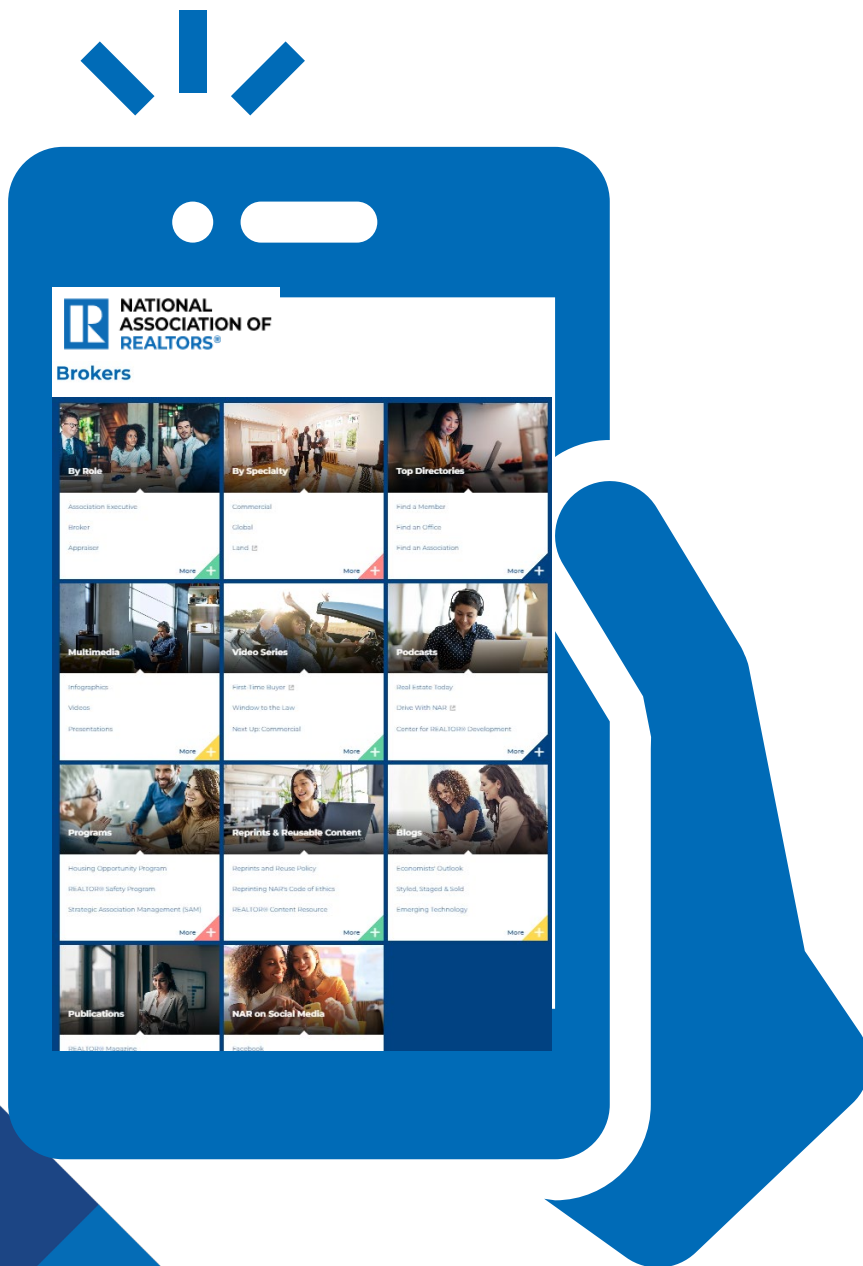 NATIONAL
ASSOCIATION OF
REALTORS®
Brokers
By Role
Association Executive
Broker
Appraiser
More
By Specialty
Commercial
Global
Land
More
Top Directories
Find a Member
Find an Office
Find an Association
More
Multimedia
Infographics
Videos
Presentations
More
Video Series
First Time Buyer
Window to the Law
Next Up: Commercial
More
Podcasts
Real Estate Today
Drive With NAR
Center for REALTOR® Development
More
Programs
Housing Opportunity Program
REALTOR® Safety Program
Strategic Association Management (SAM)
More
Reprints & Reusable Content
Reprints and Reuse Policy
Reprinting NAR's Code of Ethics
REALTOR® Content Resource
More
Blogs
Economists' Outlook
Styled, Staged & Sold
Emerging Technology
More
Publications
REALTOR® Magazine
NAR on Social Media
Facebook